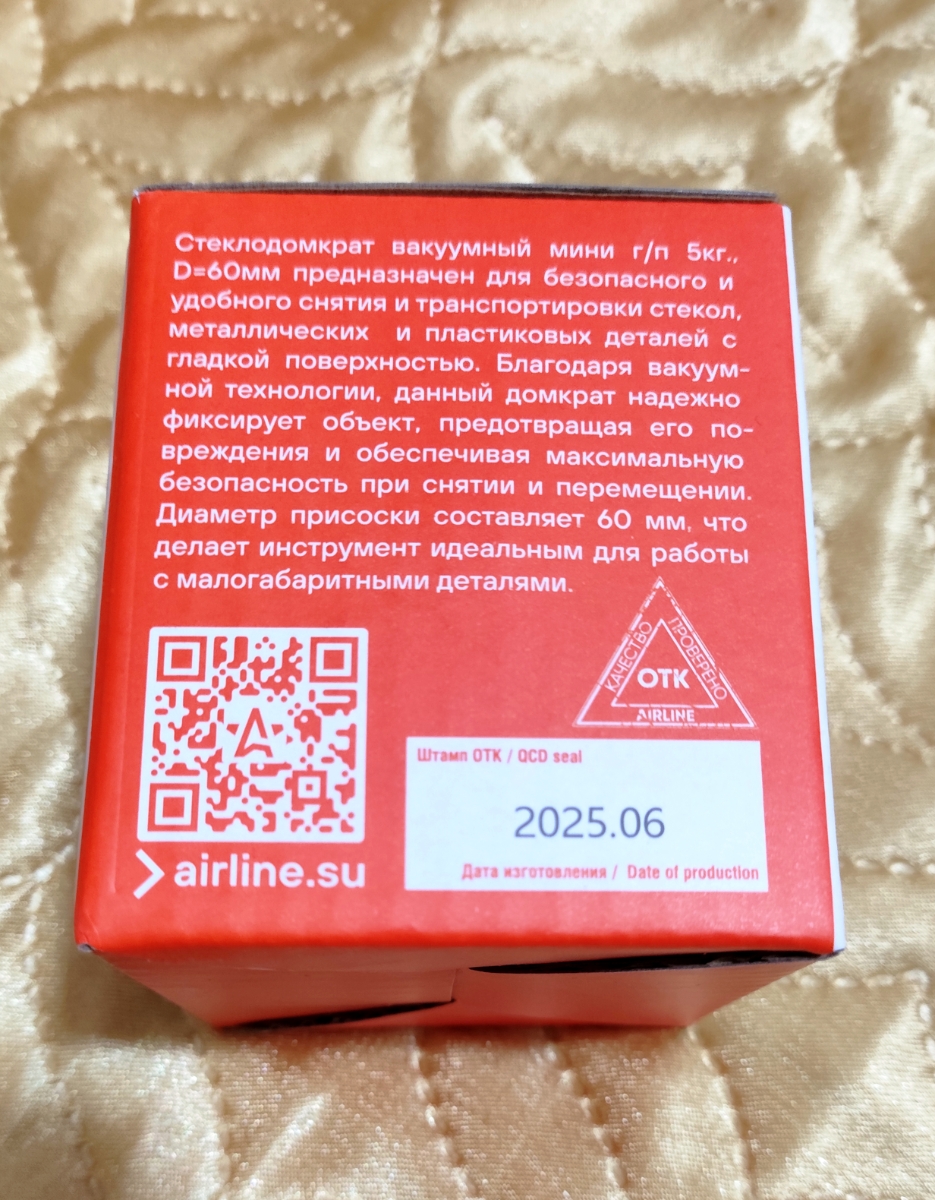 Стеклодомкрат вакуумный мини г/п 5кг.,
D=60мм предназначен для безопасного и
удобного снятия и транспортировки стекол,
металлических и пластиковых деталей с
гладкой поверхностью. Благодаря вакуум-
ной технологии, данный домкрат надежно
фиксирует объект, предотвращая его по-
вреждения и обеспечивая максимальную
безопасность при снятии и перемещении.
Диаметр присоски составляет 60 мм, что
делает инструмент идеальным для работы
с малогабаритными деталями.
КАЧЕСТВО
ПРОВЕРЕНО
ОТК
AIRLINE
Штамп ОТК / QCD seal
2025.06
Дата изготовления / Date of production
airline.su